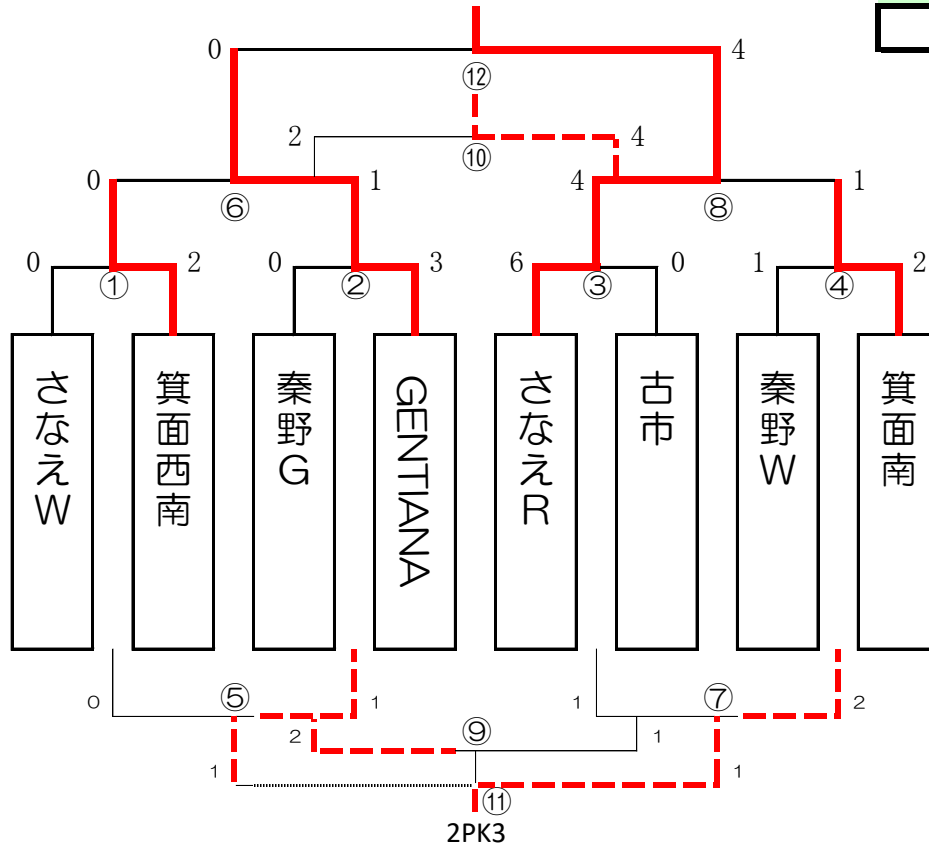 0 4
⑫
2 ⑩ 4
0 ⑥ 1 4 ⑧ 1
0 ① 2 0 ② 3 6 ③ 0 1 ④ 2
さなえW
箕面西南
秦野G
GENTIANA
さなえR
古市
秦野W
箕面南
0 ⑤ 1 1 ⑦ 2
2 ⑨ 1
1 ⑪ 1
2PK3